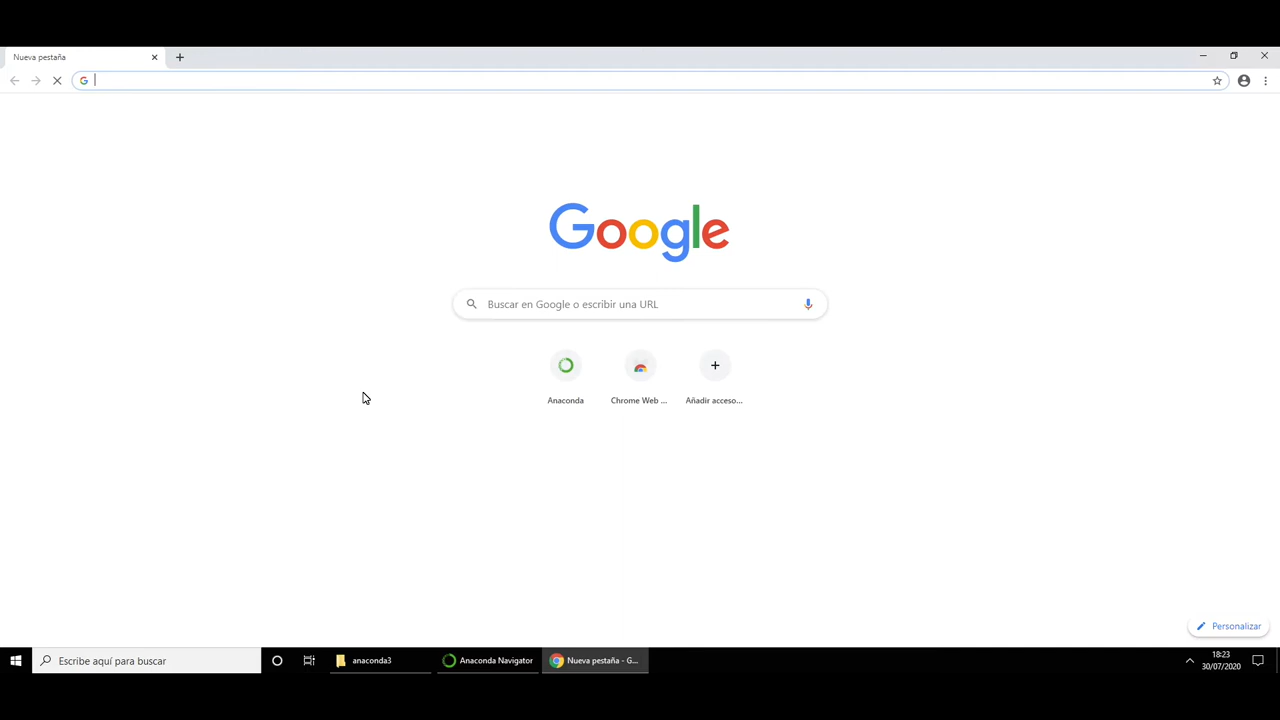 Nueva pestaña
Google
Buscar en Google o escribir una URL
Anaconda
Chrome Web ...
Añadir acceso...
Personalizar
Escribe aquí para buscar
anaconda3
Anaconda Navigator
Nueva pestaña - G...
18:23
30/07/2020